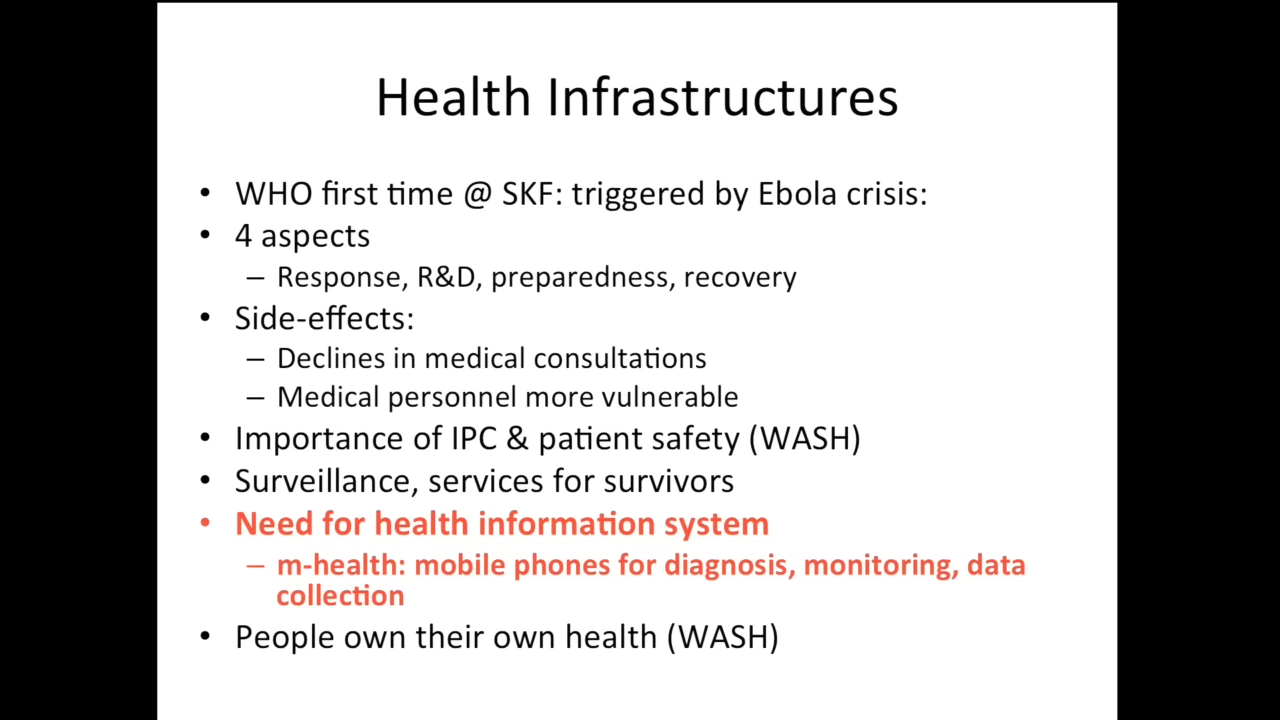 Health Infrastructures
• WHO first time @ SKF: triggered by Ebola crisis:
• 4 aspects
– Response, R&D, preparedness, recovery
• Side-effects:
– Declines in medical consultations
– Medical personnel more vulnerable
• Importance of IPC & patient safety (WASH)
• Surveillance, services for survivors
• Need for health information system
– m-health: mobile phones for diagnosis, monitoring, data
collection
• People own their own health (WASH)